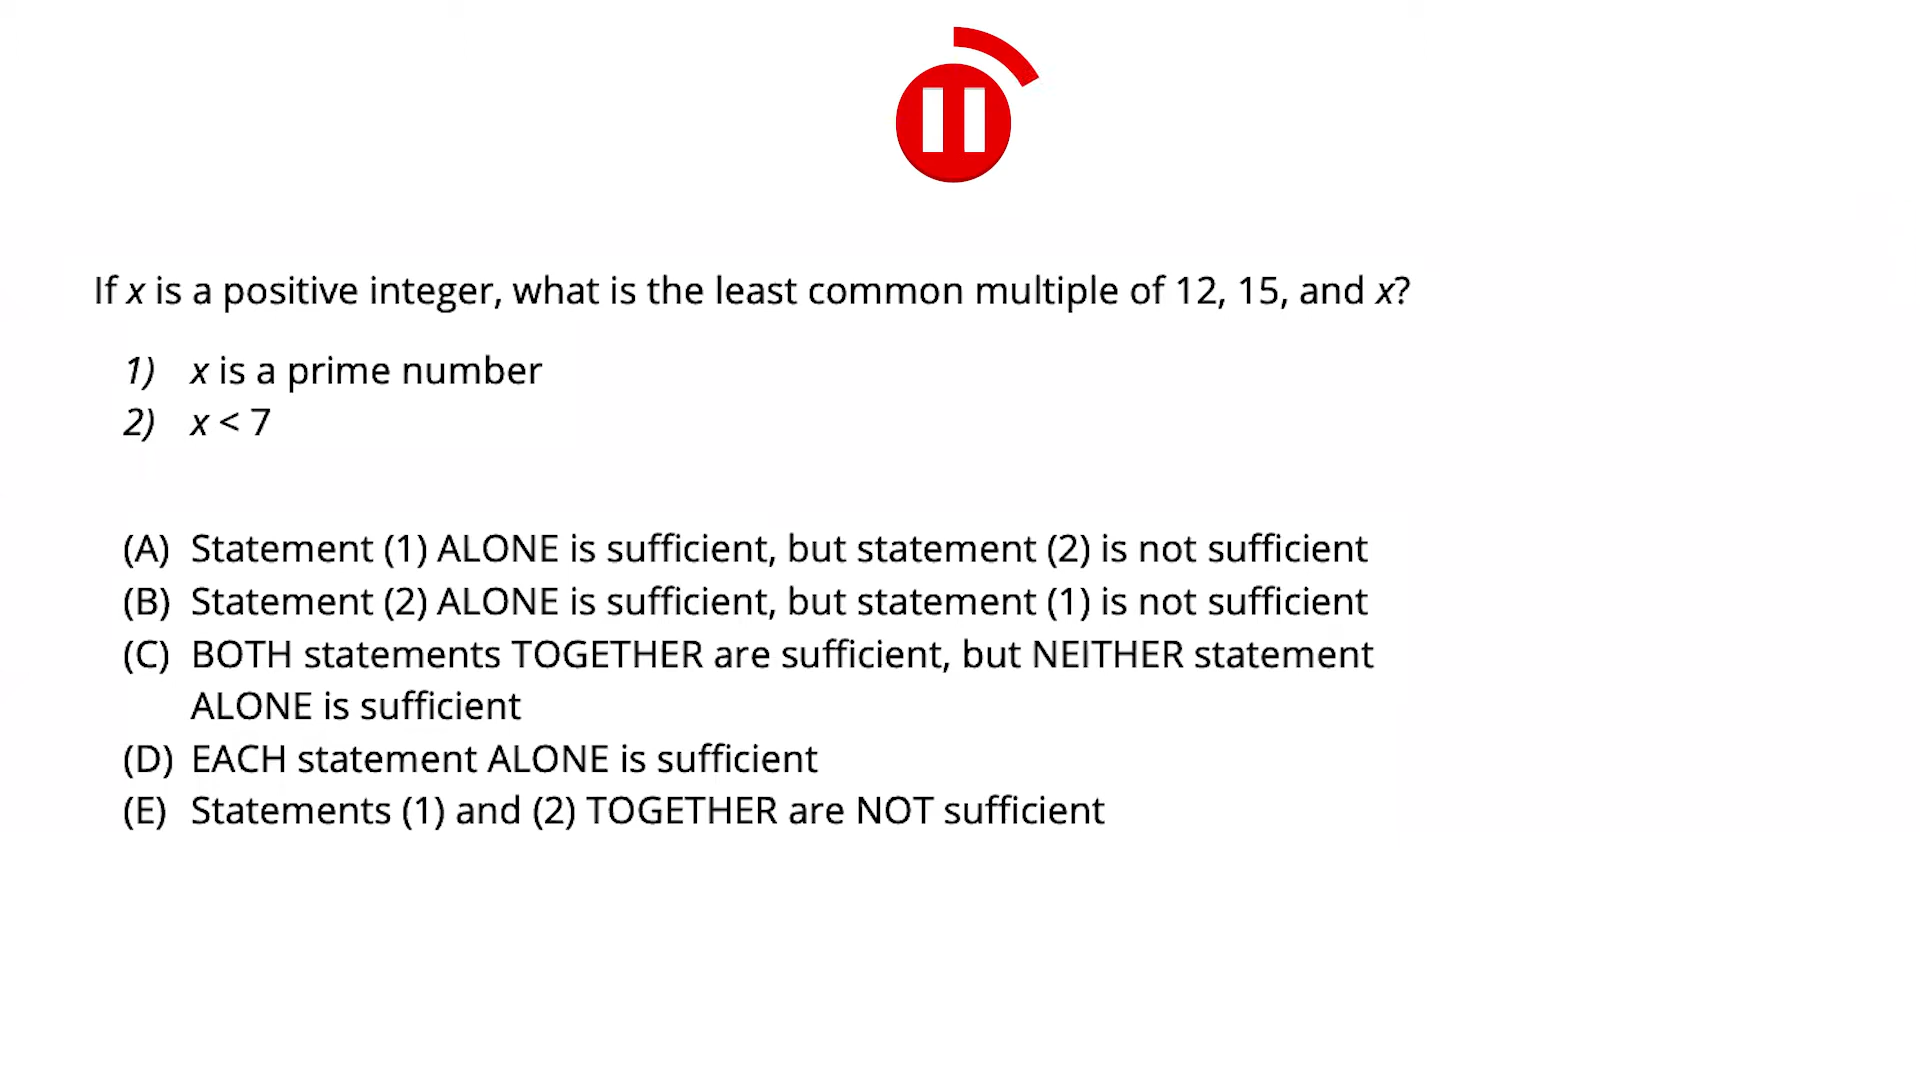 If x is a positive integer, what is the least common multiple of 12, 15, and x?
1) x is a prime number
2) x < 7
(A) Statement (1) ALONE is sufficient, but statement (2) is not sufficient
(B) Statement (2) ALONE is sufficient, but statement (1) is not sufficient
(C) BOTH statements TOGETHER are sufficient, but NEITHER statement
ALONE is sufficient
(D) EACH statement ALONE is sufficient
(E) Statements (1) and (2) TOGETHER are NOT sufficient